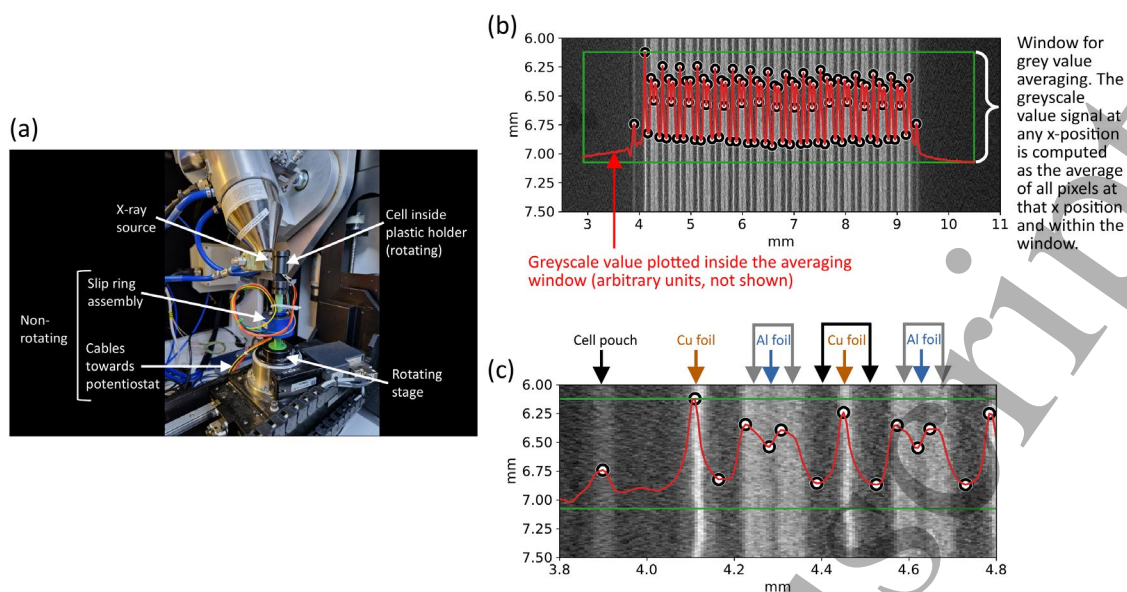 (a)
X-ray
source
Cell inside
plastic holder
(rotating)
Slip ring
assembly
Non-
rotating
Cables
towards
potentiostat
Rotating
stage
(b)
6.00
6.25
6.50
6.75
7.00
7.25
7.50
mm
3
4
5
6
7
8
9
10
11
mm
Window for
grey value
averaging. The
greyscale
value signal at
any x-position
is computed
as the average
of all pixels at
that x position
and within the
window.
Greyscale value plotted inside the averaging
window (arbitrary units, not shown)
(c)
Cell pouch
Cu foil
Al foil
Cu foil
Al foil
6.00
6.25
6.50
6.75
7.00
7.25
7.50
mm
3.8
4.0
4.2
4.4
4.6
4.8
mm